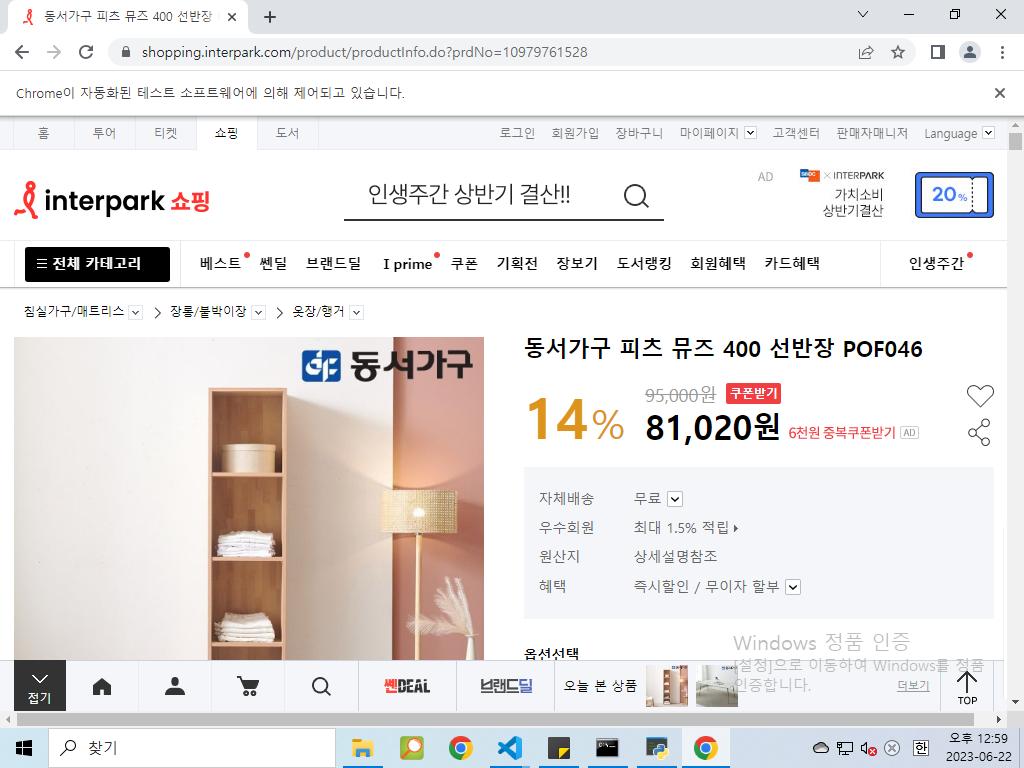 동서가구 피츠 뮤즈 400 선반장
shopping.interpark.com/product/productInfo.do?prdNo=10979761528
Chrome이 자동화된 테스트 소프트웨어에 의해 제어되고 있습니다.
홈 투어 티켓 쇼핑 도서 로그인 회원가입 장바구니 마이페이지 고객센터 판매자매니저 Language
interpark 쇼핑 인생주간 상반기 결산!! AD × INTERPARK
가치소비
상반기결산
20%
전체 카테고리 베스트 쎈딜 브랜드딜 I prime 쿠폰 기획전 장보기 도서랭킹 회원혜택 카드혜택 인생주간
침실가구/매트리스 장롱/붙박이장 옷장/행거
동서가구
동서가구 피츠 뮤즈 400 선반장 POF046
14% 95,000원 쿠폰받기
81,020원 6천원 중복쿠폰받기 AD
자체배송 무료
우수회원 최대 1.5% 적립
원산지 상세설명참조
혜택 즉시할인 / 무이자 할부
옵션선택
Windows 정품 인증
[설정]으로 이동하여 Windows를 정품
인증합니다.
접기 쎈DEAL 브랜드딜 오늘 본 상품 더보기 TOP
찾기
한
오후 12:59
2023-06-22